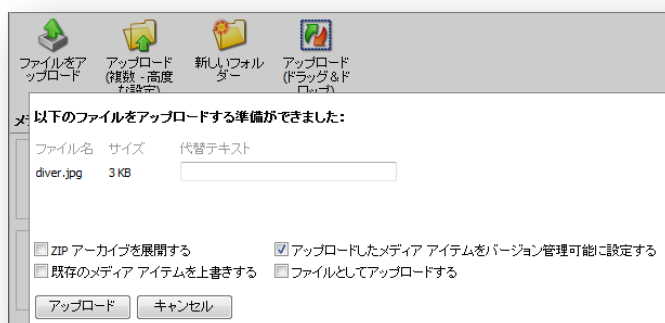 ファイルをア
ップロード
アップロード
(複数 - 高度
な設定)
新しいフォル
ダー
アップロード
(ドラッグ&ド
ロップ)
以下のファイルをアップロードする準備ができました:
ファイル名 サイズ 代替テキスト
diver.jpg 3 KB
ZIP アーカイブを展開する アップロードしたメディア アイテムをバージョン管理可能に設定する
既存のメディア アイテムを上書きする ファイルとしてアップロードする
アップロード キャンセル